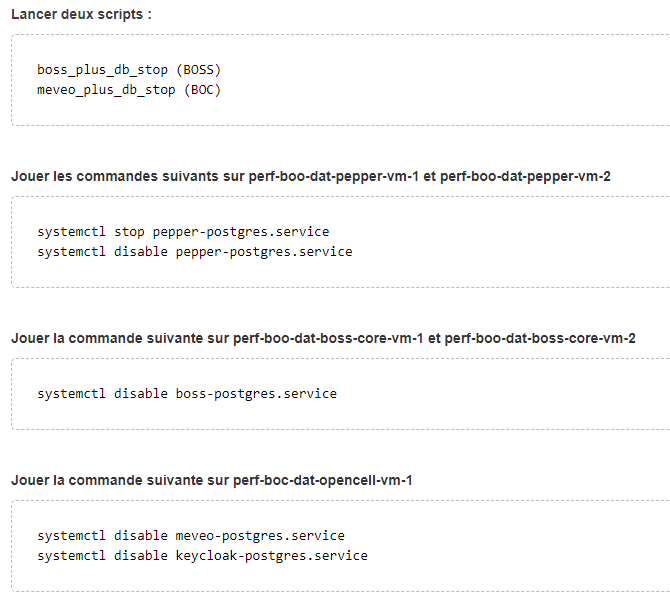 Lancer deux scripts :
boss_plus_db_stop (BOSS)
meveo_plus_db_stop (BOC)
Jouer les commandes suivants sur perf-boo-dat-pepper-vm-1 et perf-boo-dat-pepper-vm-2
systemctl stop pepper-postgres.service
systemctl disable pepper-postgres.service
Jouer la commande suivante sur perf-boo-dat-boss-core-vm-1 et perf-boo-dat-boss-core-vm-2
systemctl disable boss-postgres.service
Jouer la commande suivante sur perf-boc-dat-opencell-vm-1
systemctl disable meveo-postgres.service
systemctl disable keycloak-postgres.service